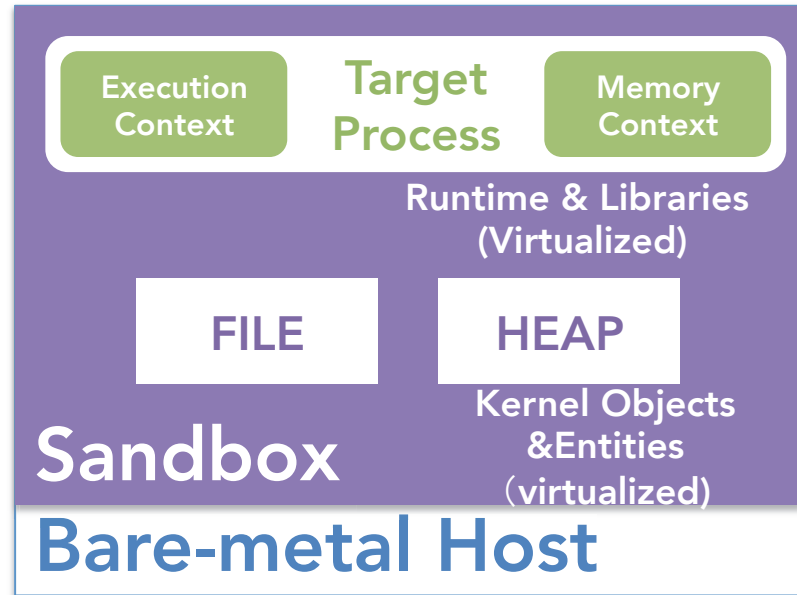 Execution
Context
Target
Process
Memory
Context
Runtime & Libraries
(Virtualized)
FILE
HEAP
Kernel Objects
&Entities
（virtualized)
Sandbox
Bare-metal Host